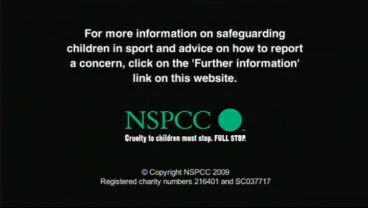 For more information on safeguarding
children in sport and advice on how to report
a concern, click on the 'Further information'
link on this website.
NSPCC
Cruelty to children must stop. FULL STOP.
© Copyright NSPCC 2009
Registered charity numbers 216401 and SC037717